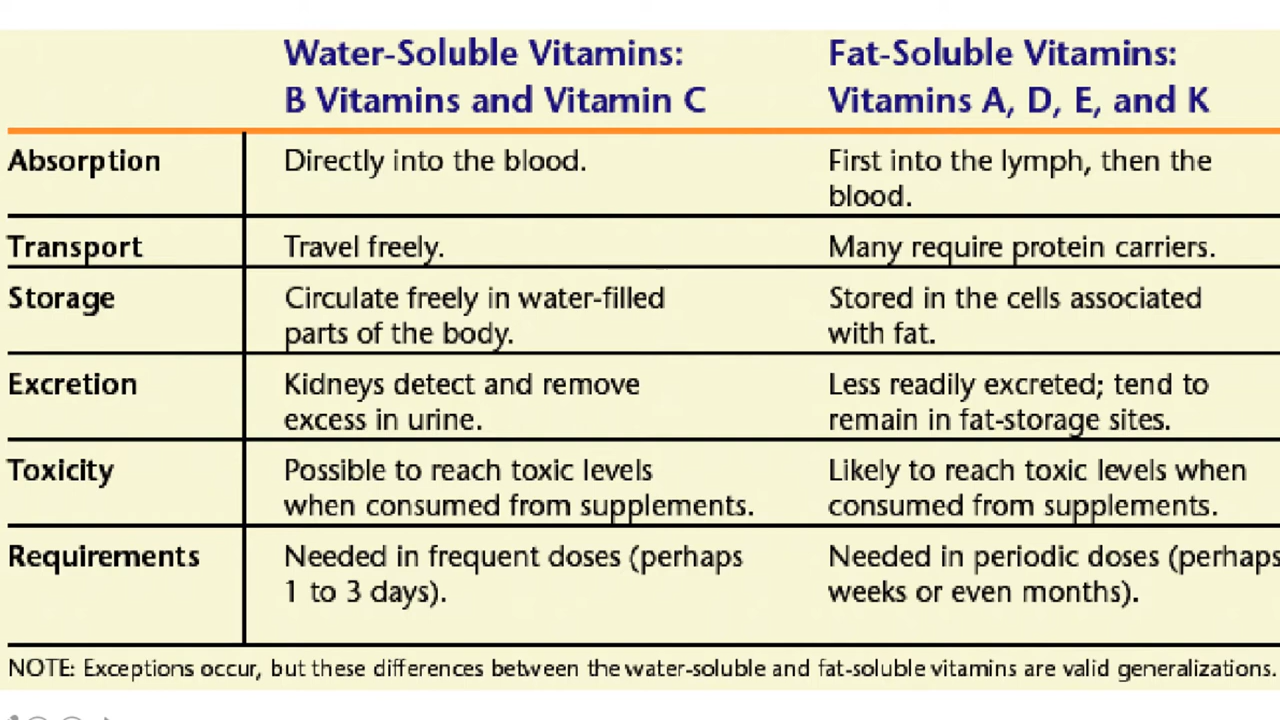 Water-Soluble Vitamins:
B Vitamins and Vitamin C
Fat-Soluble Vitamins:
Vitamins A, D, E, and K
Absorption
Directly into the blood.
First into the lymph, then the
blood.
Transport
Travel freely.
Many require protein carriers.
Storage
Circulate freely in water-filled
parts of the body.
Stored in the cells associated
with fat.
Excretion
Kidneys detect and remove
excess in urine.
Less readily excreted; tend to
remain in fat-storage sites.
Toxicity
Possible to reach toxic levels
when consumed from supplements.
Likely to reach toxic levels when
consumed from supplements.
Requirements
Needed in frequent doses (perhaps
1 to 3 days).
Needed in periodic doses (perhaps
weeks or even months).
NOTE: Exceptions occur, but these differences between the water-soluble and fat-soluble vitamins are valid generalizations.